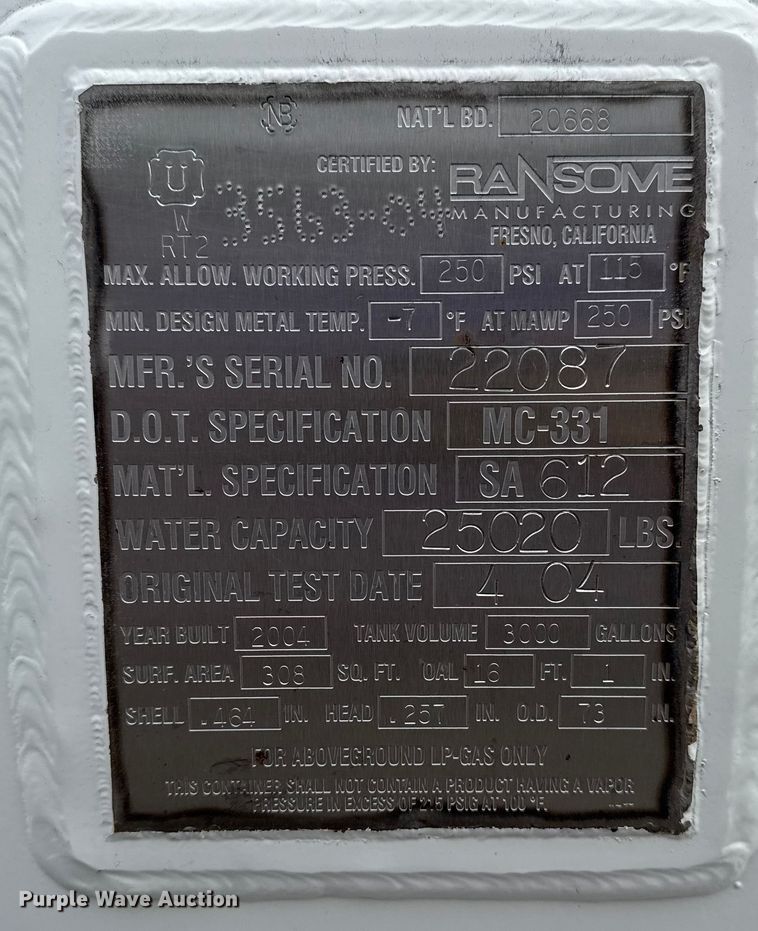 NB NAT'L BD. 20668
U CERTIFIED BY: RANSOME
W 3563-04 MANUFACTURING
RT2 FRESNO, CALIFORNIA
MAX. ALLOW. WORKING PRESS. 250 PSI AT 115 °F
MIN. DESIGN METAL TEMP. -7 °F AT MAWP 250 PSI
MFR.'S SERIAL NO. 22087
D.O.T. SPECIFICATION MC-331
MAT'L. SPECIFICATION SA 612
WATER CAPACITY 25020 LBS.
ORIGINAL TEST DATE 4 04
YEAR BUILT 2004 TANK VOLUME 3000 GALLONS
SURF. AREA 308 SQ. FT. OAL 16 FT. 1 IN.
SHELL .464 IN. HEAD .257 IN. O.D. 73 IN.
FOR ABOVEGROUND LP-GAS ONLY
THIS CONTAINER SHALL NOT CONTAIN A PRODUCT HAVING A VAPOR
PRESSURE IN EXCESS OF 215 PSIG AT 100 °F.
Purple Wave Auction